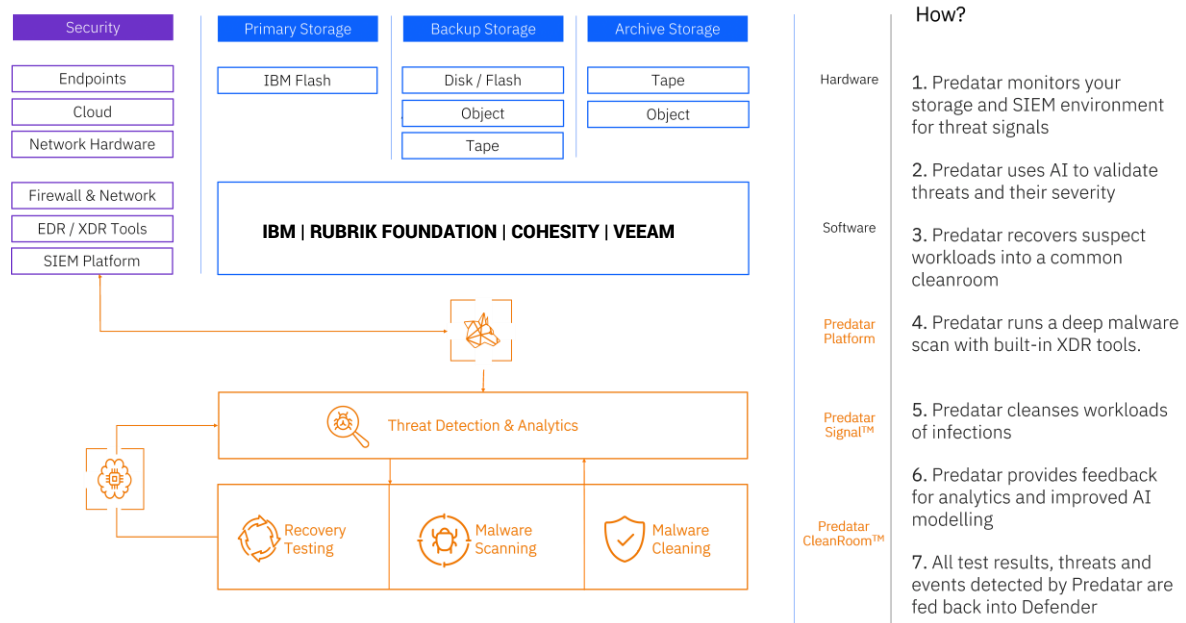 Security
Primary Storage
Backup Storage
Archive Storage
Endpoints
Cloud
Network Hardware
IBM Flash
Disk / Flash
Object
Tape
Tape
Object
Hardware
Firewall & Network
EDR / XDR Tools
SIEM Platform
IBM | RUBRIK FOUNDATION | COHESITY | VEEAM
Software
Predatar
Platform
Threat Detection & Analytics
Predatar
Signal™
Recovery
Testing
Malware
Scanning
Malware
Cleaning
Predatar
CleanRoom™
How?
1. Predatar monitors your
storage and SIEM environment
for threat signals
2. Predatar uses AI to validate
threats and their severity
3. Predatar recovers suspect
workloads into a common
cleanroom
4. Predatar runs a deep malware
scan with built-in XDR tools.
5. Predatar cleanses workloads
of infections
6. Predatar provides feedback
for analytics and improved AI
modelling
7. All test results, threats and
events detected by Predatar are
fed back into Defender